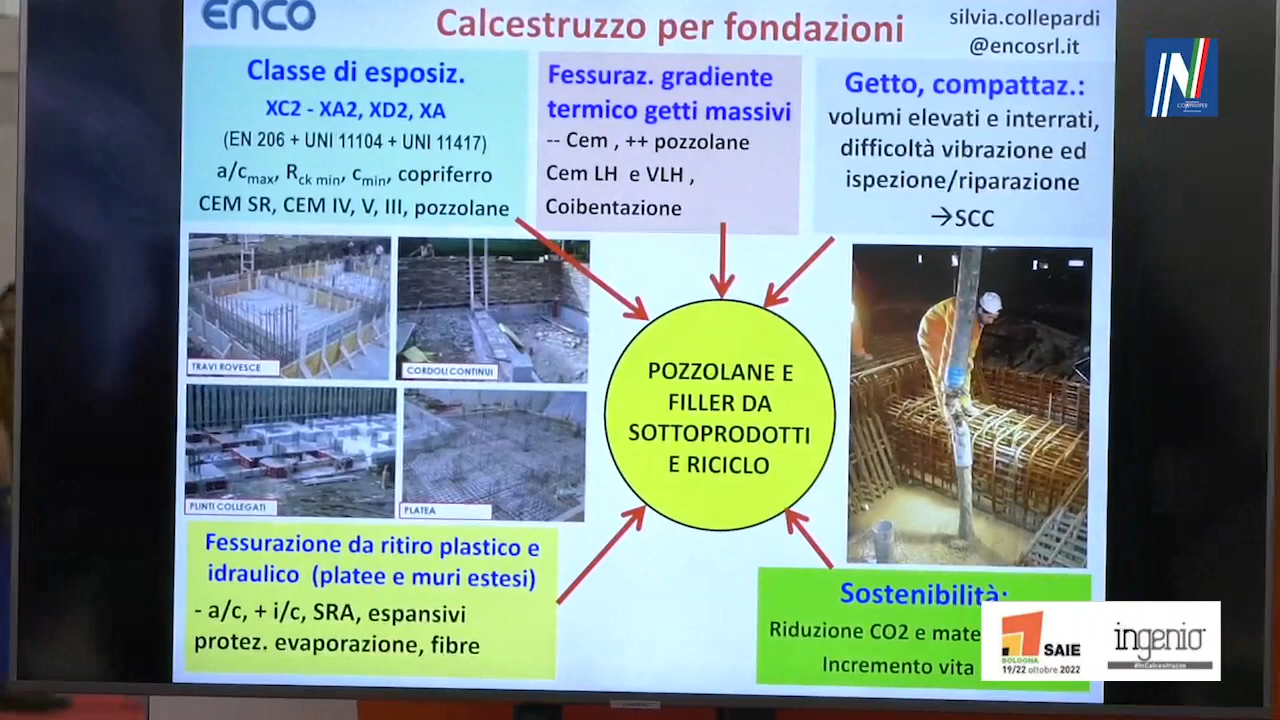 enco
Calcestruzzo per fondazioni
silvia.collepardi
@encosrl.it
Classe di esposiz.
XC2 - XA2, XD2, XA
(EN 206 + UNI 11104 + UNI 11417)
a/cmax, Rck min, cmin, copriferro
CEM SR, CEM IV, V, III, pozzolane
Fessuraz. gradiente
termico getti massivi
-- Cem , ++ pozzolane
Cem LH e VLH ,
Coibentazione
Getto, compattaz.:
volumi elevati e interrati,
difficoltà vibrazione ed
ispezione/riparazione
→SCC
TRAVI ROVESCE
CORDOLI CONTINUI
PLINTI COLLEGATI
PLATEA
POZZOLANE E
FILLER DA
SOTTOPRODOTTI
E RICICLO
Fessurazione da ritiro plastico e
idraulico (platee e muri estesi)
- a/c, + i/c, SRA, espansivi
protez. evaporazione, fibre
Sostenibilità:
Riduzione CO2 e mate
Incremento vita
SAIE
BOLOGNA
19/22 ottobre 2022
ingenio
#InCalcestruzzo